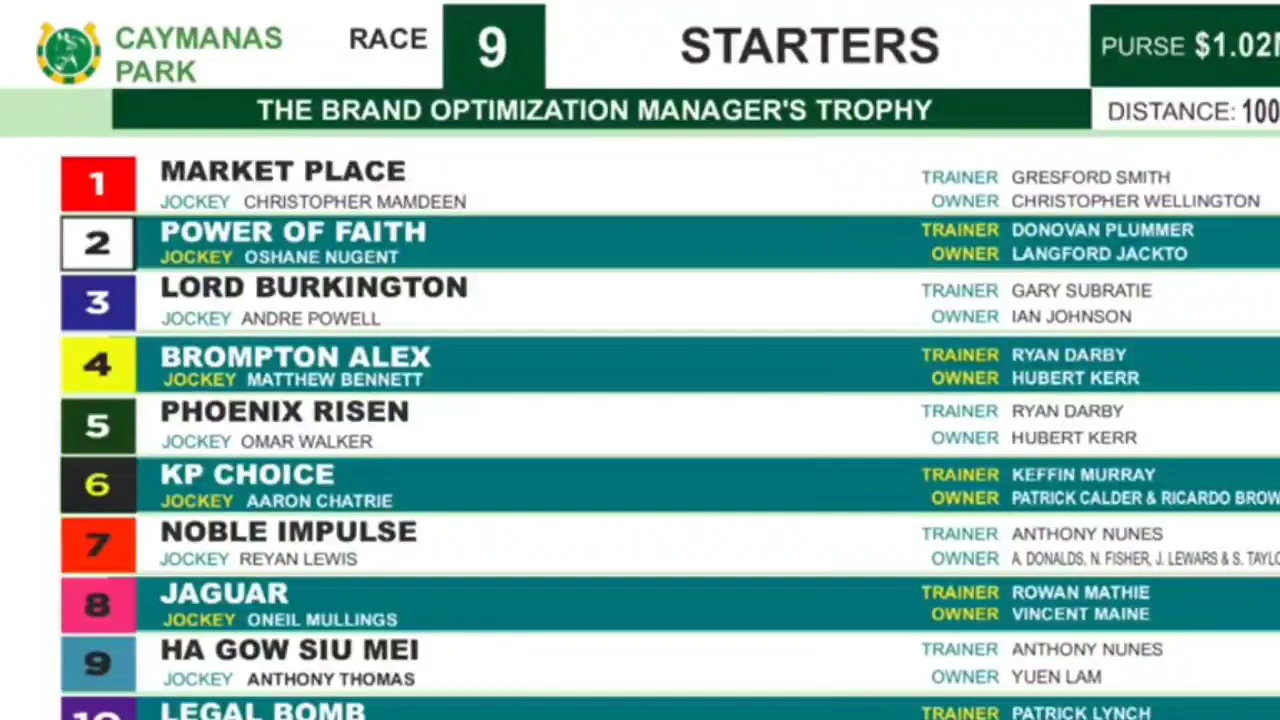 CAYMANAS PARK
RACE 9
STARTERS
PURSE $1.02
THE BRAND OPTIMIZATION MANAGER'S TROPHY
DISTANCE: 100
1 MARKET PLACE
JOCKEY CHRISTOPHER MAMDEEN
TRAINER GRESFORD SMITH
OWNER CHRISTOPHER WELLINGTON
2 POWER OF FAITH
JOCKEY OSHANE NUGENT
TRAINER DONOVAN PLUMMER
OWNER LANGFORD JACKTO
3 LORD BURKINGTON
JOCKEY ANDRE POWELL
TRAINER GARY SUBRATIE
OWNER IAN JOHNSON
4 BROMPTON ALEX
JOCKEY MATTHEW BENNETT
TRAINER RYAN DARBY
OWNER HUBERT KERR
5 PHOENIX RISEN
JOCKEY OMAR WALKER
TRAINER RYAN DARBY
OWNER HUBERT KERR
6 KP CHOICE
JOCKEY AARON CHATRIE
TRAINER KEFFIN MURRAY
OWNER PATRICK CALDER & RICARDO BROW
7 NOBLE IMPULSE
JOCKEY REYAN LEWIS
TRAINER ANTHONY NUNES
OWNER A. DONALDS, N. FISHER, J. LEWARS & S. TAYLO
8 JAGUAR
JOCKEY ONEIL MULLINGS
TRAINER ROWAN MATHIE
OWNER VINCENT MAINE
9 HA GOW SIU MEI
JOCKEY ANTHONY THOMAS
TRAINER ANTHONY NUNES
OWNER YUEN LAM
10 LEGAL BOMB
TRAINER PATRICK LYNCH